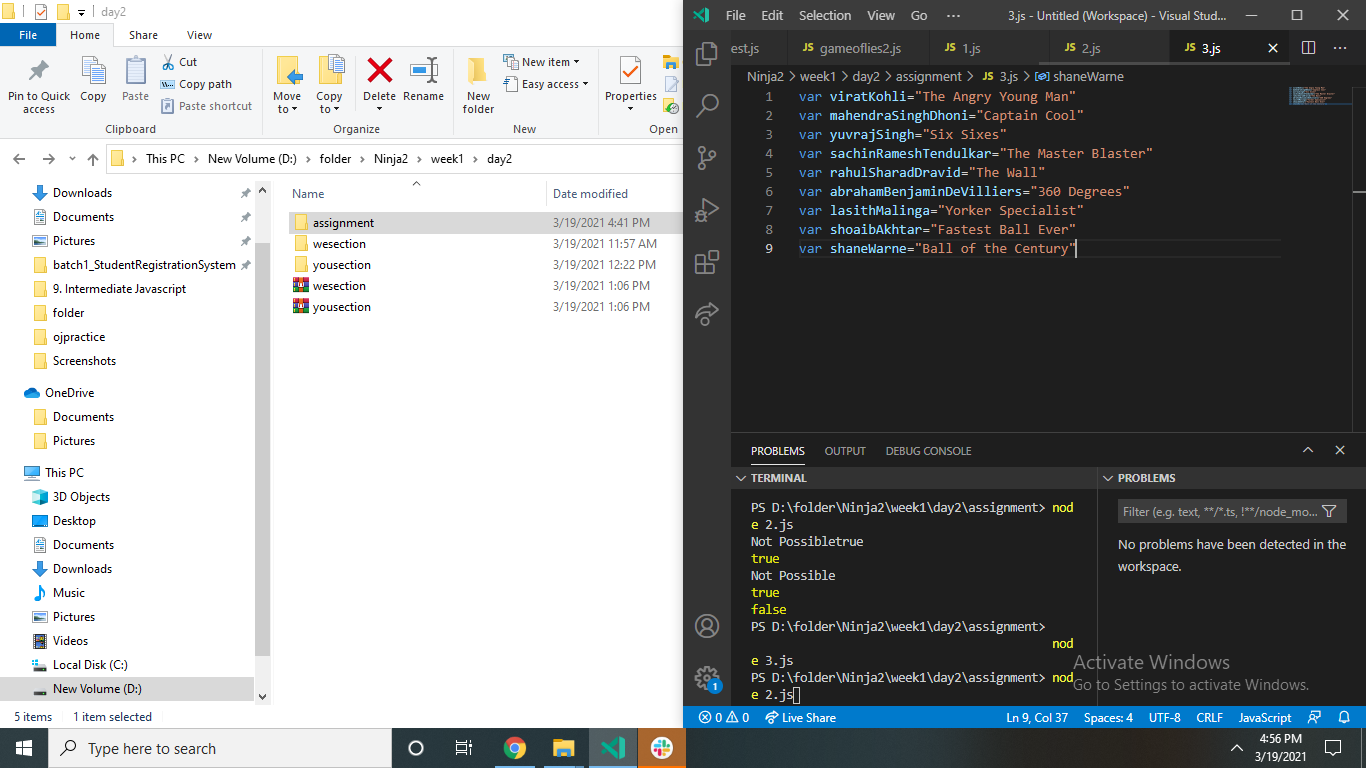 day2
File Home Share View
Pin to Quick access
Copy
Paste
Cut
Copy path
Paste shortcut
Clipboard
Move to
Copy to
Delete
Rename
Organize
New folder
New item
Easy access
New
Properties
Open
This PC > New Volume (D:) > folder > Ninja2 > week1 > day2
Downloads
Documents
Pictures
batch1_StudentRegistrationSystem
9. Intermediate Javascript
folder
ojpractice
Screenshots
OneDrive
Documents
Pictures
This PC
3D Objects
Desktop
Documents
Downloads
Music
Pictures
Videos
Local Disk (C:)
New Volume (D:)
Name Date modified
assignment 3/19/2021 4:41 PM
wesection 3/19/2021 11:57 AM
yousection 3/19/2021 12:22 PM
wesection 3/19/2021 1:06 PM
yousection 3/19/2021 1:06 PM
5 items 1 item selected
File Edit Selection View Go ··· 3.js - Untitled (Workspace) - Visual Stud...
est.js JS gameoflies2.js JS 1.js JS 2.js JS 3.js
Ninja2 > week1 > day2 > assignment > JS 3.js > shaneWarne
1 var viratKohli="The Angry Young Man"
2 var mahendraSinghDhoni="Captain Cool"
3 var yuvrajSingh="Six Sixes"
4 var sachinRameshTendulkar="The Master Blaster"
5 var rahulSharadDravid="The Wall"
6 var abrahamBenjaminDeVilliers="360 Degrees"
7 var lasithMalinga="Yorker Specialist"
8 var shoaibAkhtar="Fastest Ball Ever"
9 var shaneWarne="Ball of the Century"
PROBLEMS OUTPUT DEBUG CONSOLE
TERMINAL
PS D:\folder\Ninja2\week1\day2\assignment> nod
e 2.js
Not Possibletrue
true
Not Possible
true
false
PS D:\folder\Ninja2\week1\day2\assignment>
nod
e 3.js
PS D:\folder\Ninja2\week1\day2\assignment> nod
e 2.js
PROBLEMS
Filter (e.g. text, **/*.ts, !**/node_mo...
No problems have been detected in the
workspace.
Activate Windows
Go to Settings to activate Windows.
1
0 0 Live Share Ln 9, Col 37 Spaces: 4 UTF-8 CRLF JavaScript
Type here to search
4:56 PM
3/19/2021